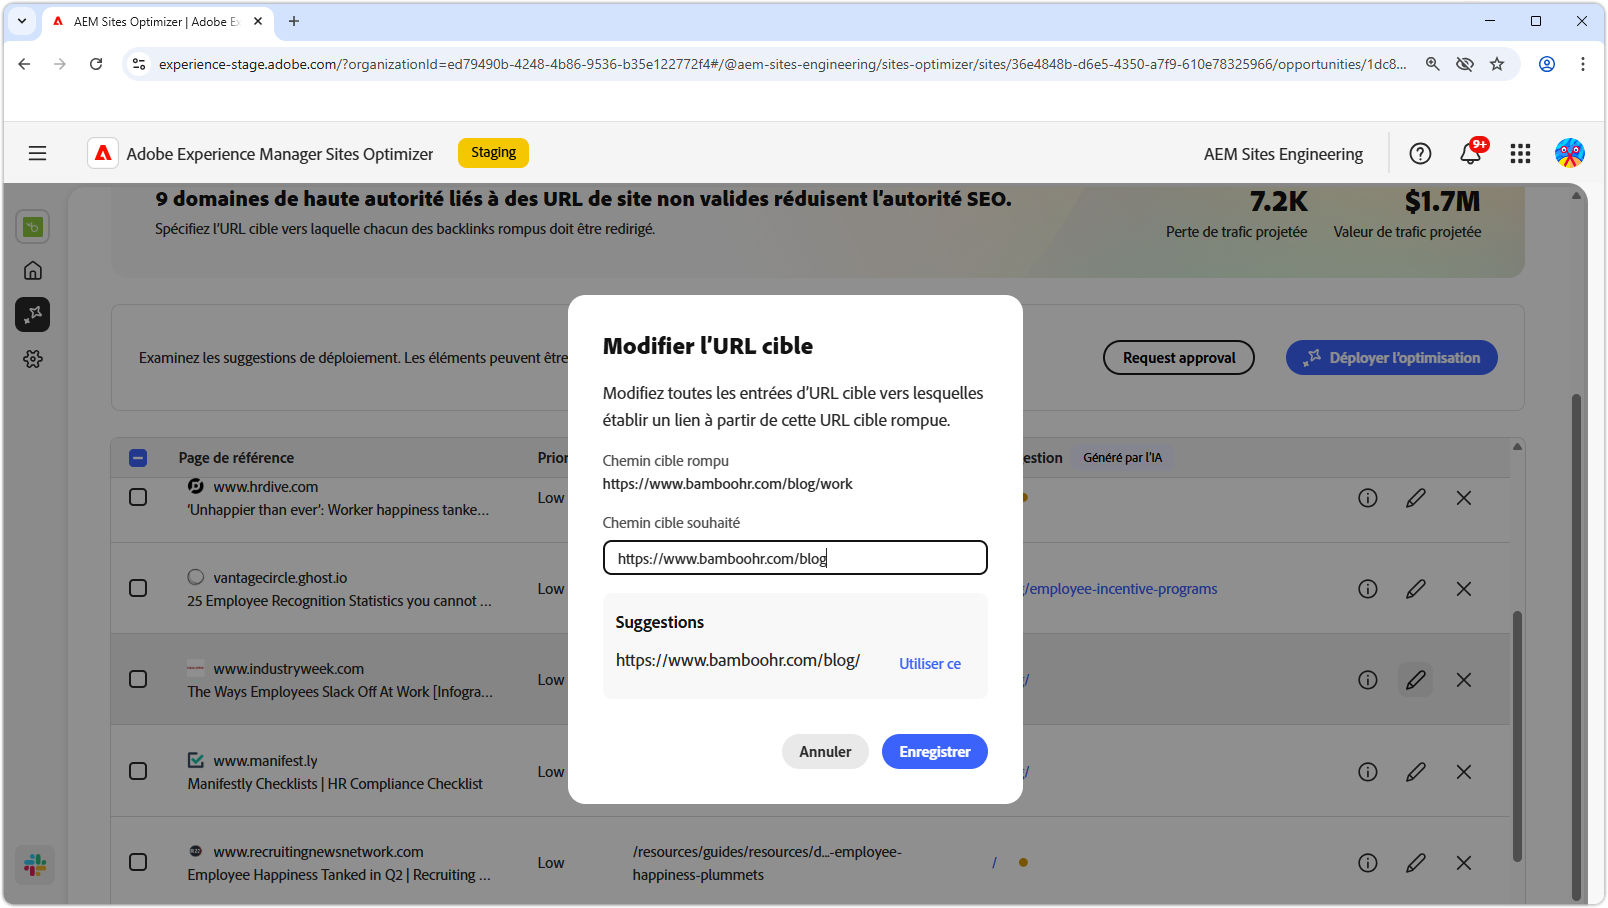 AEM Sites Optimizer | Adobe Ex
experience-stage.adobe.com/?organizationId=ed79490b-4248-4b86-9536-b35e122772f4#/@aem-sites-engineering/sites-optimizer/sites/36e4848b-d6e5-4350-a7f9-610e78325966/opportunities/1dc8...
Adobe Experience Manager Sites Optimizer
Staging
AEM Sites Engineering
9+
9 domaines de haute autorité liés à des URL de site non valides réduisent l’autorité SEO.
Spécifiez l’URL cible vers laquelle chacun des backlinks rompus doit être redirigé.
7.2K
Perte de trafic projetée
$1.7M
Valeur de trafic projetée
Examinez les suggestions de déploiement. Les éléments peuvent être
Request approval
Déployer l’optimisation
Page de référence
Prior
estion
Généré par l’IA
www.hrdive.com
‘Unhappier than ever’: Worker happiness tanke...
Low
vantagecircle.ghost.io
25 Employee Recognition Statistics you cannot ...
Low
/employee-incentive-programs
www.industryweek.com
The Ways Employees Slack Off At Work [Infogra...
Low
/
www.manifest.ly
Manifestly Checklists | HR Compliance Checklist
Low
/
www.recruitingnewsnetwork.com
Employee Happiness Tanked in Q2 | Recruiting ...
Low
/resources/guides/resources/d...-employee-
happiness-plummets
/
Modifier l’URL cible
Modifiez toutes les entrées d’URL cible vers lesquelles
établir un lien à partir de cette URL cible rompue.
Chemin cible rompu
https://www.bamboohr.com/blog/work
Chemin cible souhaité
https://www.bamboohr.com/blog
Suggestions
https://www.bamboohr.com/blog/
Utiliser ce
Annuler
Enregistrer